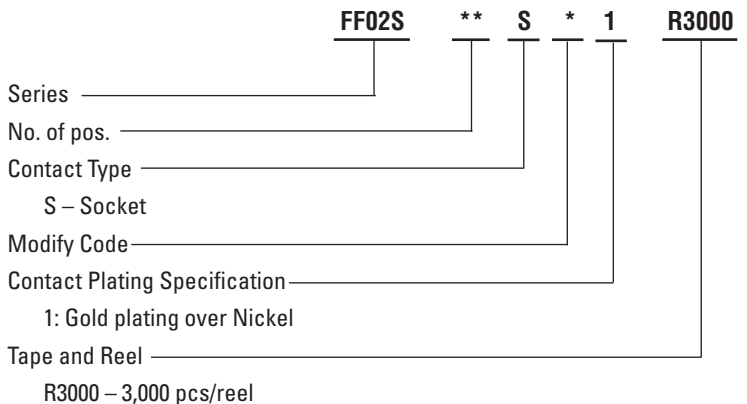 FF02S ** S * 1 R3000
Series
No. of pos.
Contact Type
S – Socket
Modify Code
Contact Plating Specification
1: Gold plating over Nickel
Tape and Reel
R3000 – 3,000 pcs/reel